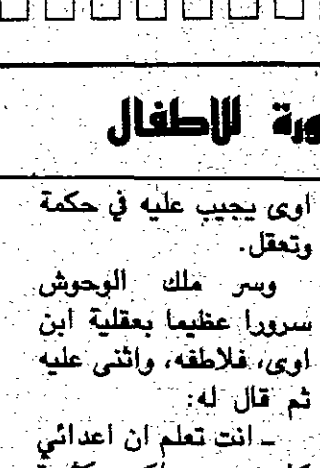 للاطفال
اوى يجيب عليه في حكمة
وتعقل.
وسر ملك الوحوش
سرورا عظيما بعقلية ابن
اوى، فلاطفه، واثنى عليه
ثم قال له:
ـ انت تعلم ان اعدائي